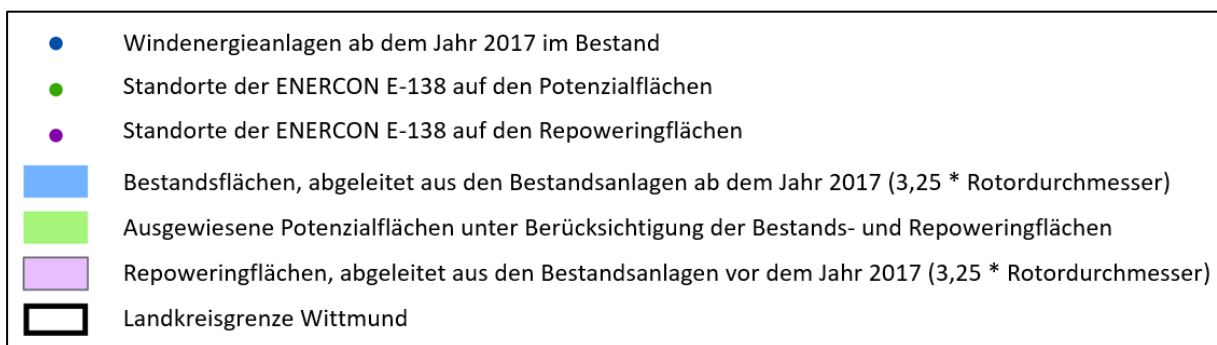 Windenergieanlagen ab dem Jahr 2017 im Bestand
Standorte der ENERCON E-138 auf den Potenzialflächen
Standorte der ENERCON E-138 auf den Repoweringflächen
Bestandsflächen, abgeleitet aus den Bestandsanlagen ab dem Jahr 2017 (3,25 * Rotordurchmesser)
Ausgewiesene Potenzialflächen unter Berücksichtigung der Bestands- und Repoweringflächen
Repoweringflächen, abgeleitet aus den Bestandsanlagen vor dem Jahr 2017 (3,25 * Rotordurchmesser)
Landkreisgrenze Wittmund